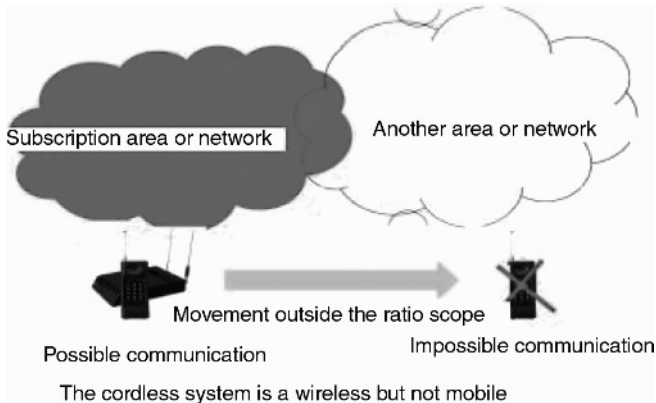 Subscription area or network
Another area or network
Movement outside the ratio scope
Possible communication
Impossible communication
The cordless system is a wireless but not mobile